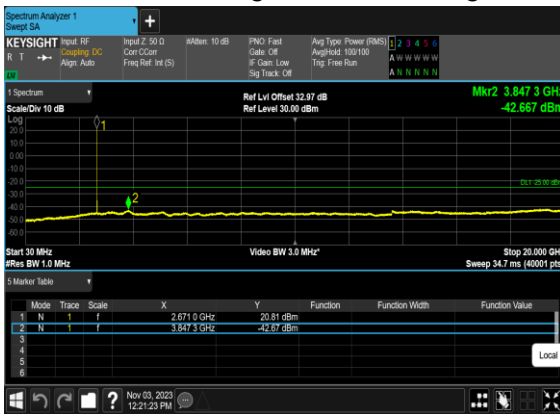 Spectrum Analyzer 1
Swept SA
+
KEYSIGHT Input: RF Input Z: 50 Ω #Atten: 10 dB PNO: Fast Avg Type: Power (RMS) 1 2 3 4 5 6
R T Coupling: DC Corr CCorr Gate: Off Avg|Hold: 100/100 A W W W W W
Align: Auto Freq Ref: Int (S) IF Gain: Low Trig: Free Run
Sig Track: Off A N N N N N
1 Spectrum
Ref Lvl Offset 32.97 dB Mkr2 3.847 3 GHz
Scale/Div 10 dB Ref Level 30.00 dBm -42.667 dBm
Log
20.0
10.0
0.00
-10.0
-20.0
-30.0
-40.0
-50.0
-60.0
1
2
DL1 -25.00 dBm
Start 30 MHz Video BW 3.0 MHz* Stop 20.000 GH
#Res BW 1.0 MHz Sweep 34.7 ms (40001 pts
5 Marker Table
Mode Trace Scale X Y Function Function Width Function Value
1 N 1 f 2.671 0 GHz 20.81 dBm
2 N 1 f 3.847 3 GHz -42.67 dBm
3
4
5
6
Local
?
Nov 03, 2023
12:21:23 PM